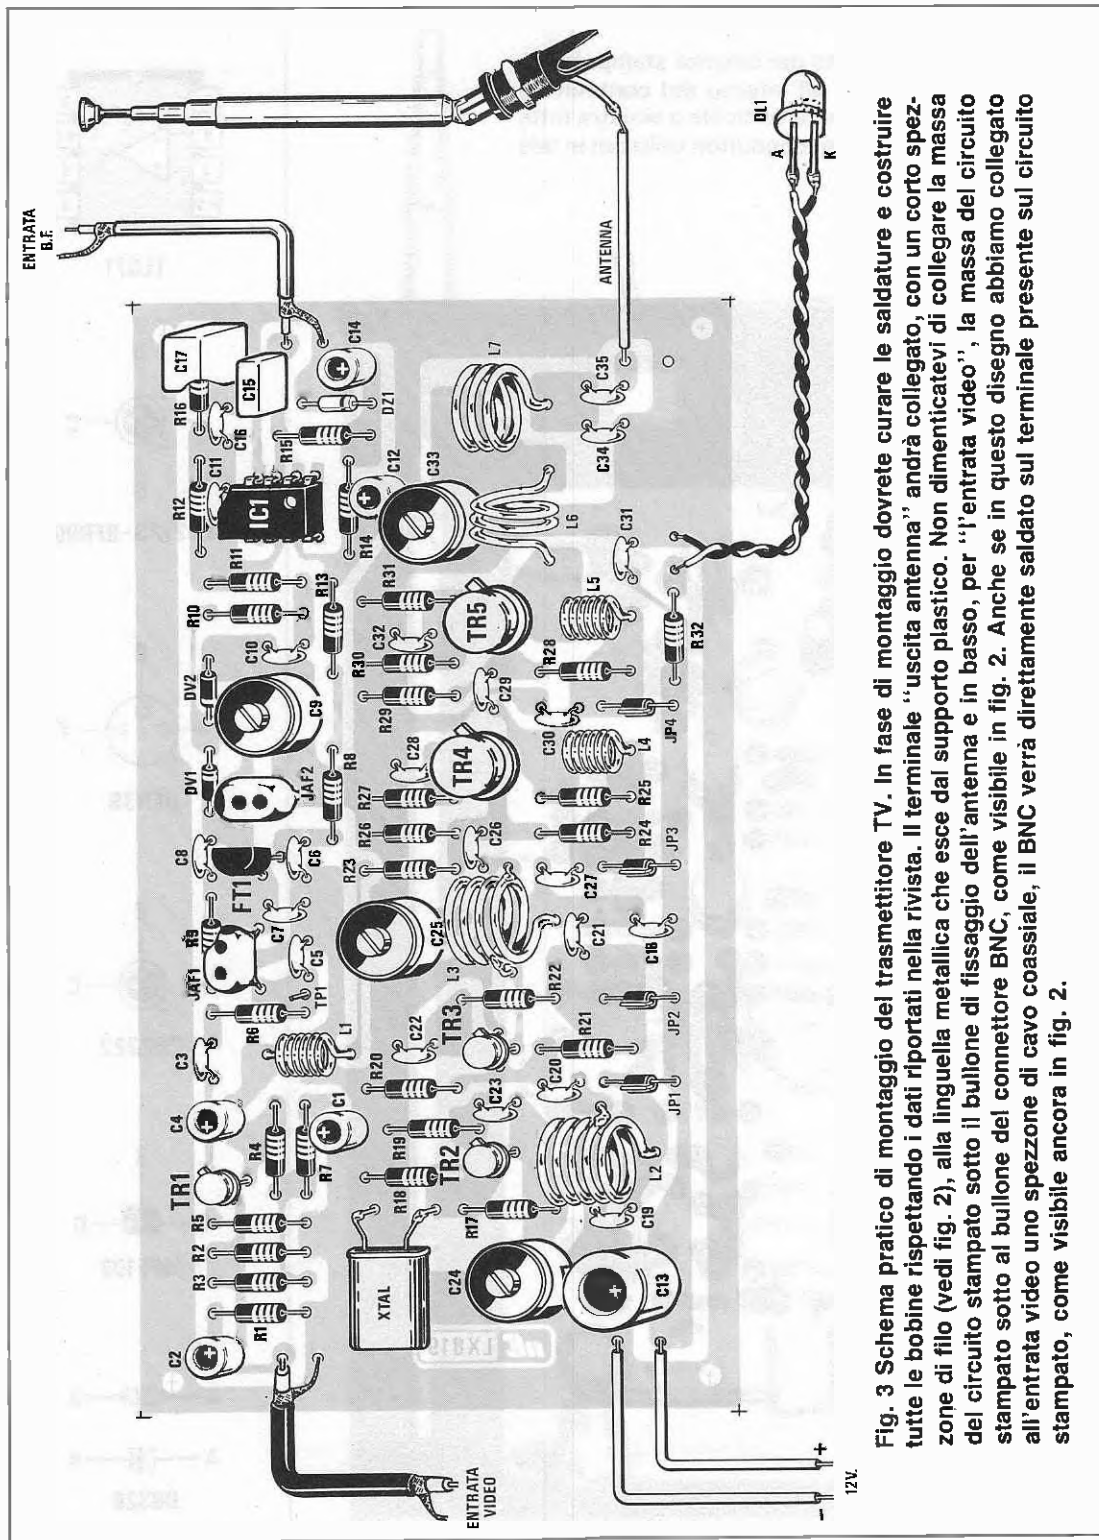 ENTRATA
B.F.
C17
R16
C15
C16
C14
R15
DZ1
R12
C11
IC1
R14
C12
C33
L7
ANTENNA
C35
C34
L6
C31
R11
R10
R13
R31
TR5
L5
C10
C32
R30
R28
R32
DV2
C9
R29
C29
C30
JP4
DL1
A
K
DV1
JAF2
R8
C28
TR4
L4
R27
R25
C8
FT1
C6
R26
C26
R24
R23
JP3
C27
R9
JAF1
C7
C5
C25
L3
C21
C18
R6
TP1
R22
C3
L1
C22
TR3
JP2
R21
C4
R20
C20
TR1
R4
C1
C23
JP1
R7
R19
TR2
R5
R18
L2
R2
R17
C19
R3
R1
XTAL
C24
C13
C2
LX819
ENTRATA
VIDEO
- +
12V.
Fig. 3 Schema pratico di montaggio del trasmettitore TV. In fase di montaggio dovrete curare le saldature e costruire
tutte le bobine rispettando i dati riportati nella rivista. Il terminale "uscita antenna" andrà collegato, con un corto spez-
zone di filo (vedi fig. 2), alla linguella metallica che esce dal supporto plastico. Non dimenticatevi di collegare la massa
del circuito stampato sotto il bullone di fissaggio dell'antenna e in basso, per "l'entrata video", la massa del circuito
stampato sotto al bullone del connettore BNC, come visibile in fig. 2. Anche se in questo disegno abbiamo collegato
all'entrata video uno spezzone di cavo coassiale, il BNC verrà direttamente saldato sul terminale presente sul circuito
stampato, come visibile ancora in fig. 2.